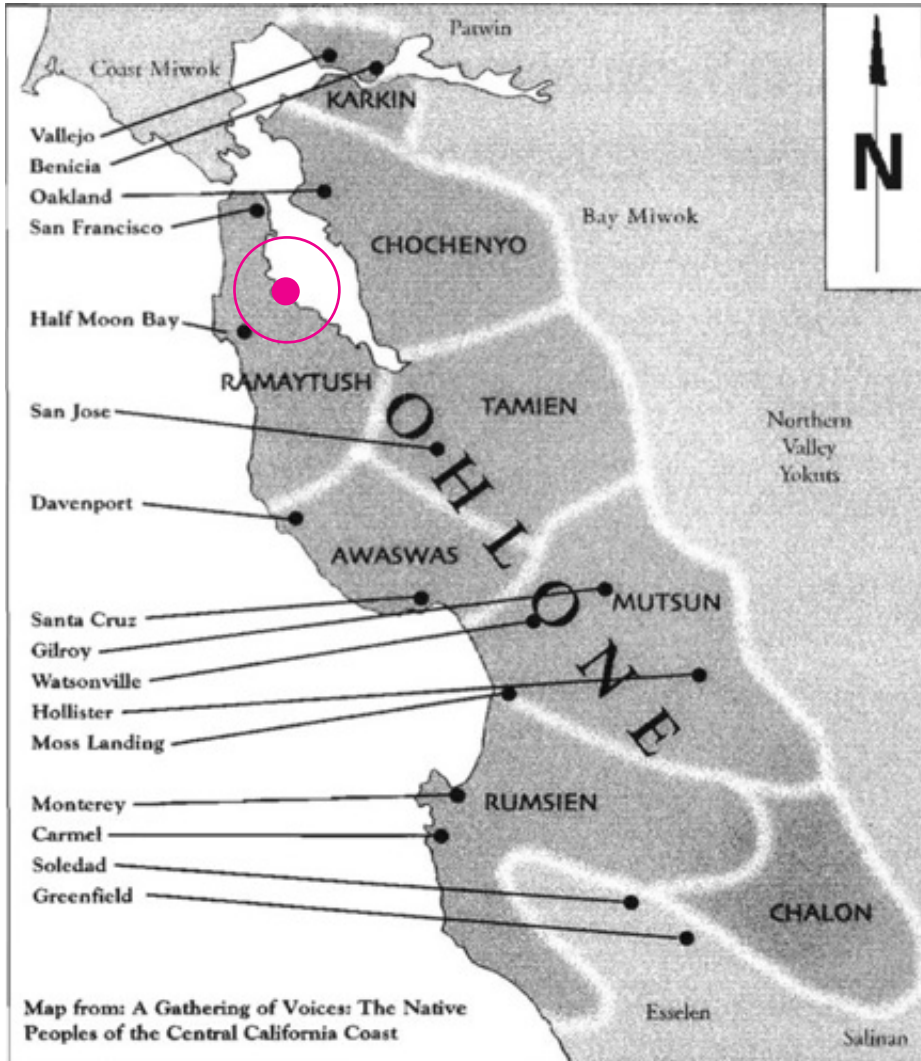 Patwin
Coast Miwok
KARKIN
Vallejo
Benicia
Oakland
San Francisco
N
Bay Miwok
CHOCHENYO
Half Moon Bay
RAMAYTUSH
San Jose
TAMIEN
OHLONE
Northern
Valley
Yokuts
Davenport
AWASWAS
MUTSUN
Santa Cruz
Gilroy
Watsonville
Hollister
Moss Landing
Monterey
RUMSIEN
Carmel
Soledad
Greenfield
CHALON
Map from: A Gathering of Voices: The Native
Peoples of the Central California Coast
Esselen
Salinan